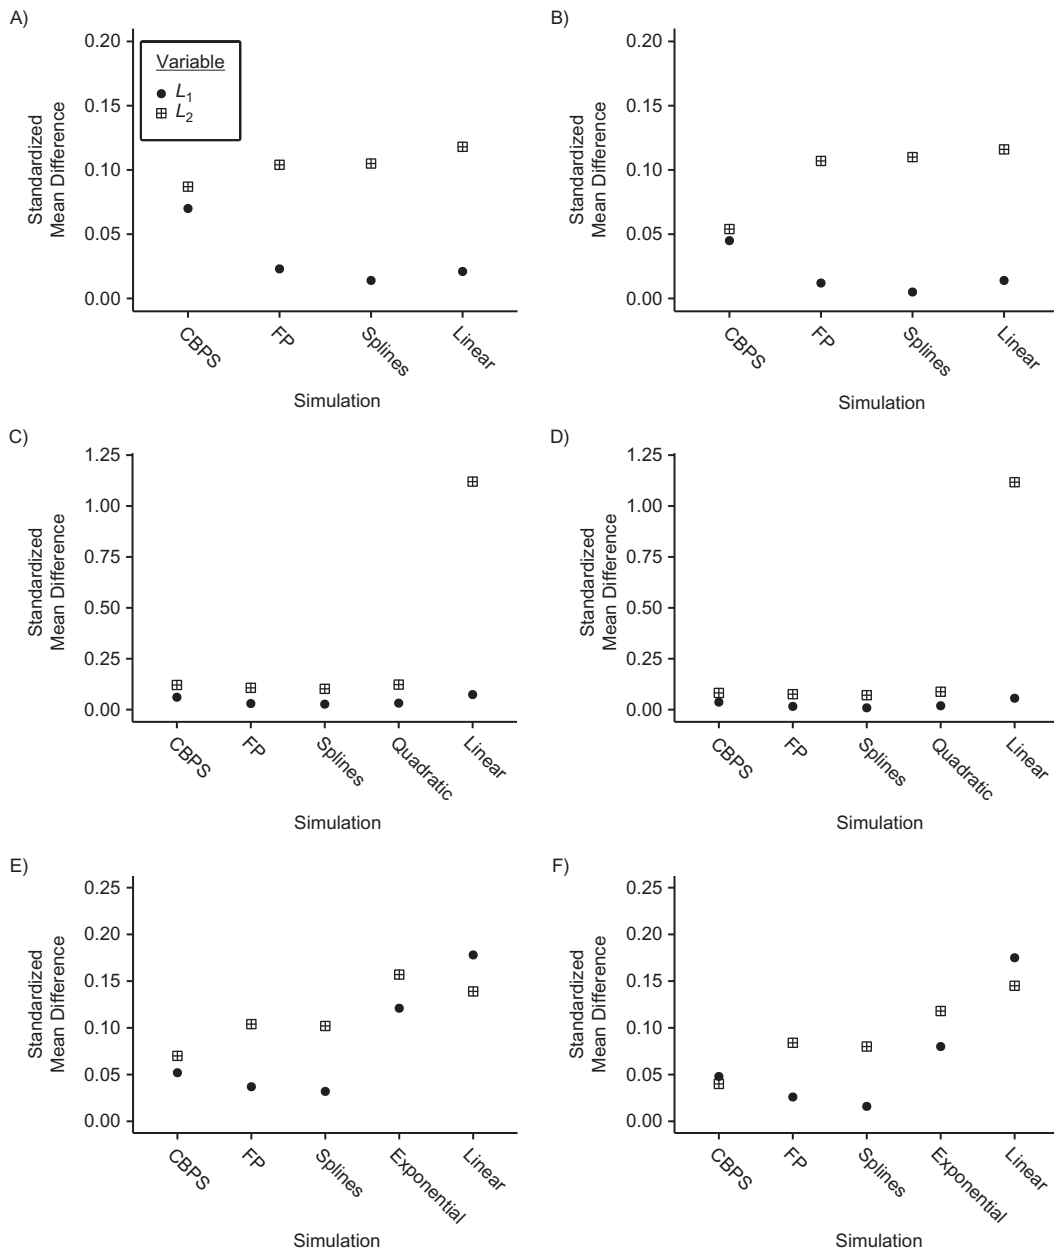 A)
0.20
0.15
0.10
0.05
0.00
Standardized
Mean Difference
Variable
L1
L2
CBPS
FP
Splines
Linear
Simulation
B)
0.20
0.15
0.10
0.05
0.00
Standardized
Mean Difference
CBPS
FP
Splines
Linear
Simulation
C)
1.25
1.00
0.75
0.50
0.25
0.00
Standardized
Mean Difference
CBPS
FP
Splines
Quadratic
Linear
Simulation
D)
1.25
1.00
0.75
0.50
0.25
0.00
Standardized
Mean Difference
CBPS
FP
Splines
Quadratic
Linear
Simulation
E)
0.25
0.20
0.15
0.10
0.05
0.00
Standardized
Mean Difference
CBPS
FP
Splines
Exponential
Linear
Simulation
F)
0.25
0.20
0.15
0.10
0.05
0.00
Standardized
Mean Difference
CBPS
FP
Splines
Exponential
Linear
Simulation